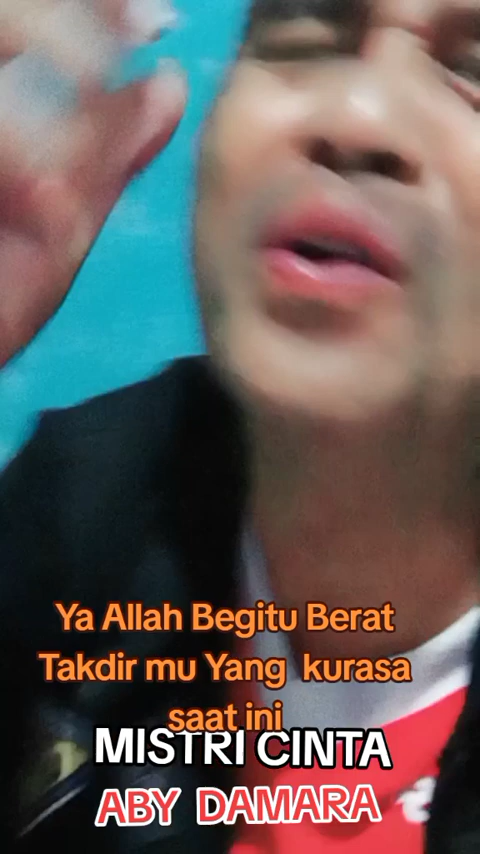 Ya Allah Begitu Berat
Takdir mu Yang kurasa
saat ini
MISTRI CINTA
ABY DAMARA